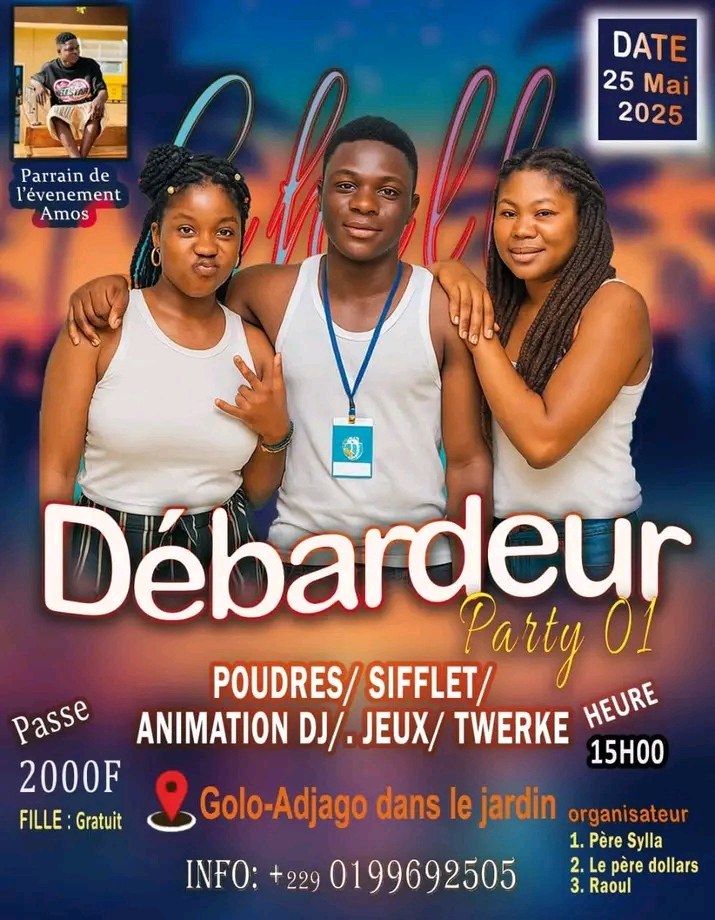 DATE
25 Mai
2025
Parrain de
l'évenement
Amos
Chill
Débardeur
Party 01
POUDRES/ SIFFLET/
ANIMATION DJ/. JEUX/ TWERKE
HEURE
15H00
Passe
2000F
FILLE : Gratuit
Golo-Adjago dans le jardin
organisateur
1. Père Sylla
2. Le père dollars
3. Raoul
INFO: +229 0199692505